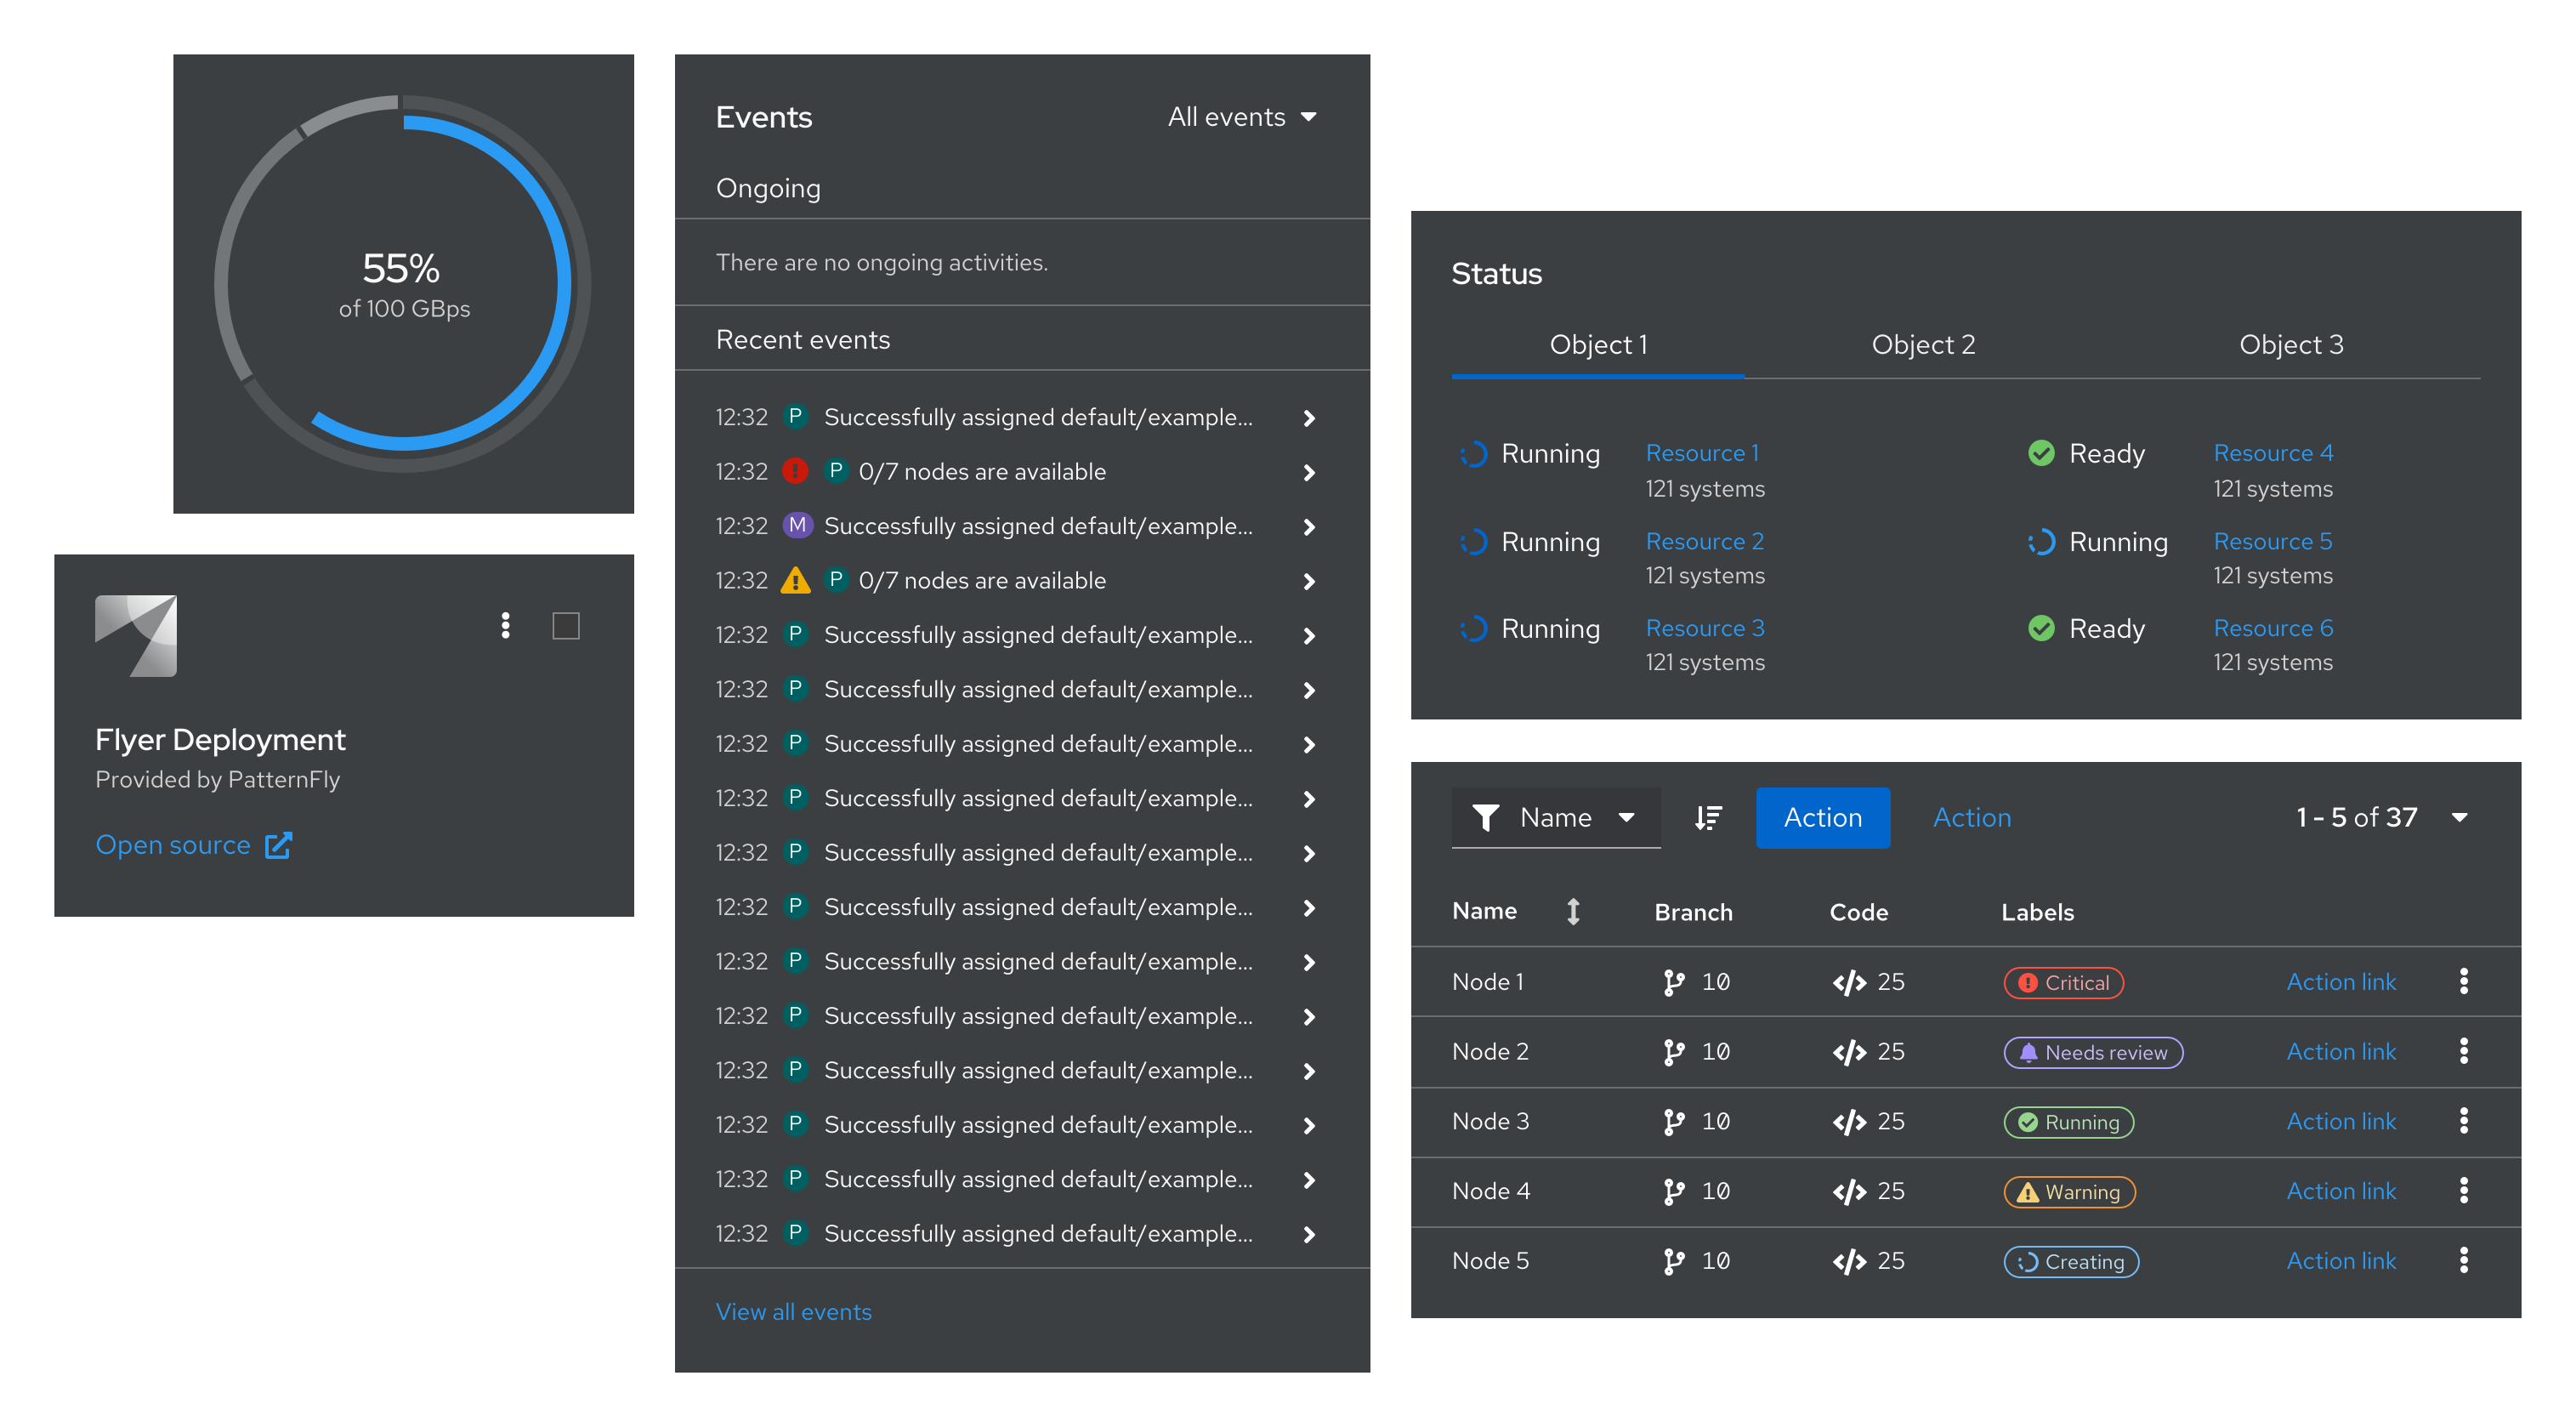 55%
of 100 GBps
Flyer Deployment
Provided by PatternFly
Open source
Events All events
Ongoing
There are no ongoing activities.
Recent events
12:32 P Successfully assigned default/example...
12:32 P 0/7 nodes are available
12:32 M Successfully assigned default/example...
12:32 P 0/7 nodes are available
12:32 P Successfully assigned default/example...
12:32 P Successfully assigned default/example...
12:32 P Successfully assigned default/example...
12:32 P Successfully assigned default/example...
12:32 P Successfully assigned default/example...
12:32 P Successfully assigned default/example...
12:32 P Successfully assigned default/example...
12:32 P Successfully assigned default/example...
12:32 P Successfully assigned default/example...
12:32 P Successfully assigned default/example...
12:32 P Successfully assigned default/example...
12:32 P Successfully assigned default/example...
View all events
Status
Object 1 Object 2 Object 3
Running Resource 1 Ready Resource 4
121 systems 121 systems
Running Resource 2 Running Resource 5
121 systems 121 systems
Running Resource 3 Ready Resource 6
121 systems 121 systems
Name Action Action 1 - 5 of 37
Name Branch Code Labels
Node 1 10 25 Critical Action link
Node 2 10 25 Needs review Action link
Node 3 10 25 Running Action link
Node 4 10 25 Warning Action link
Node 5 10 25 Creating Action link